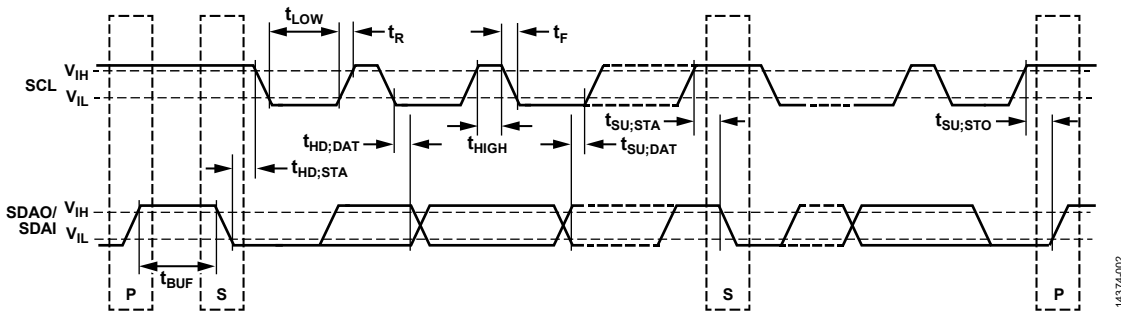 tLOW
tR
tF
SCL
VIH
VIL
tHD;DAT
tHIGH
tSU;DAT
tSU;STA
tSU;STO
tHD;STA
SDAO/
SDAI
VIH
VIL
tBUF
P
S
S
P
14374-002